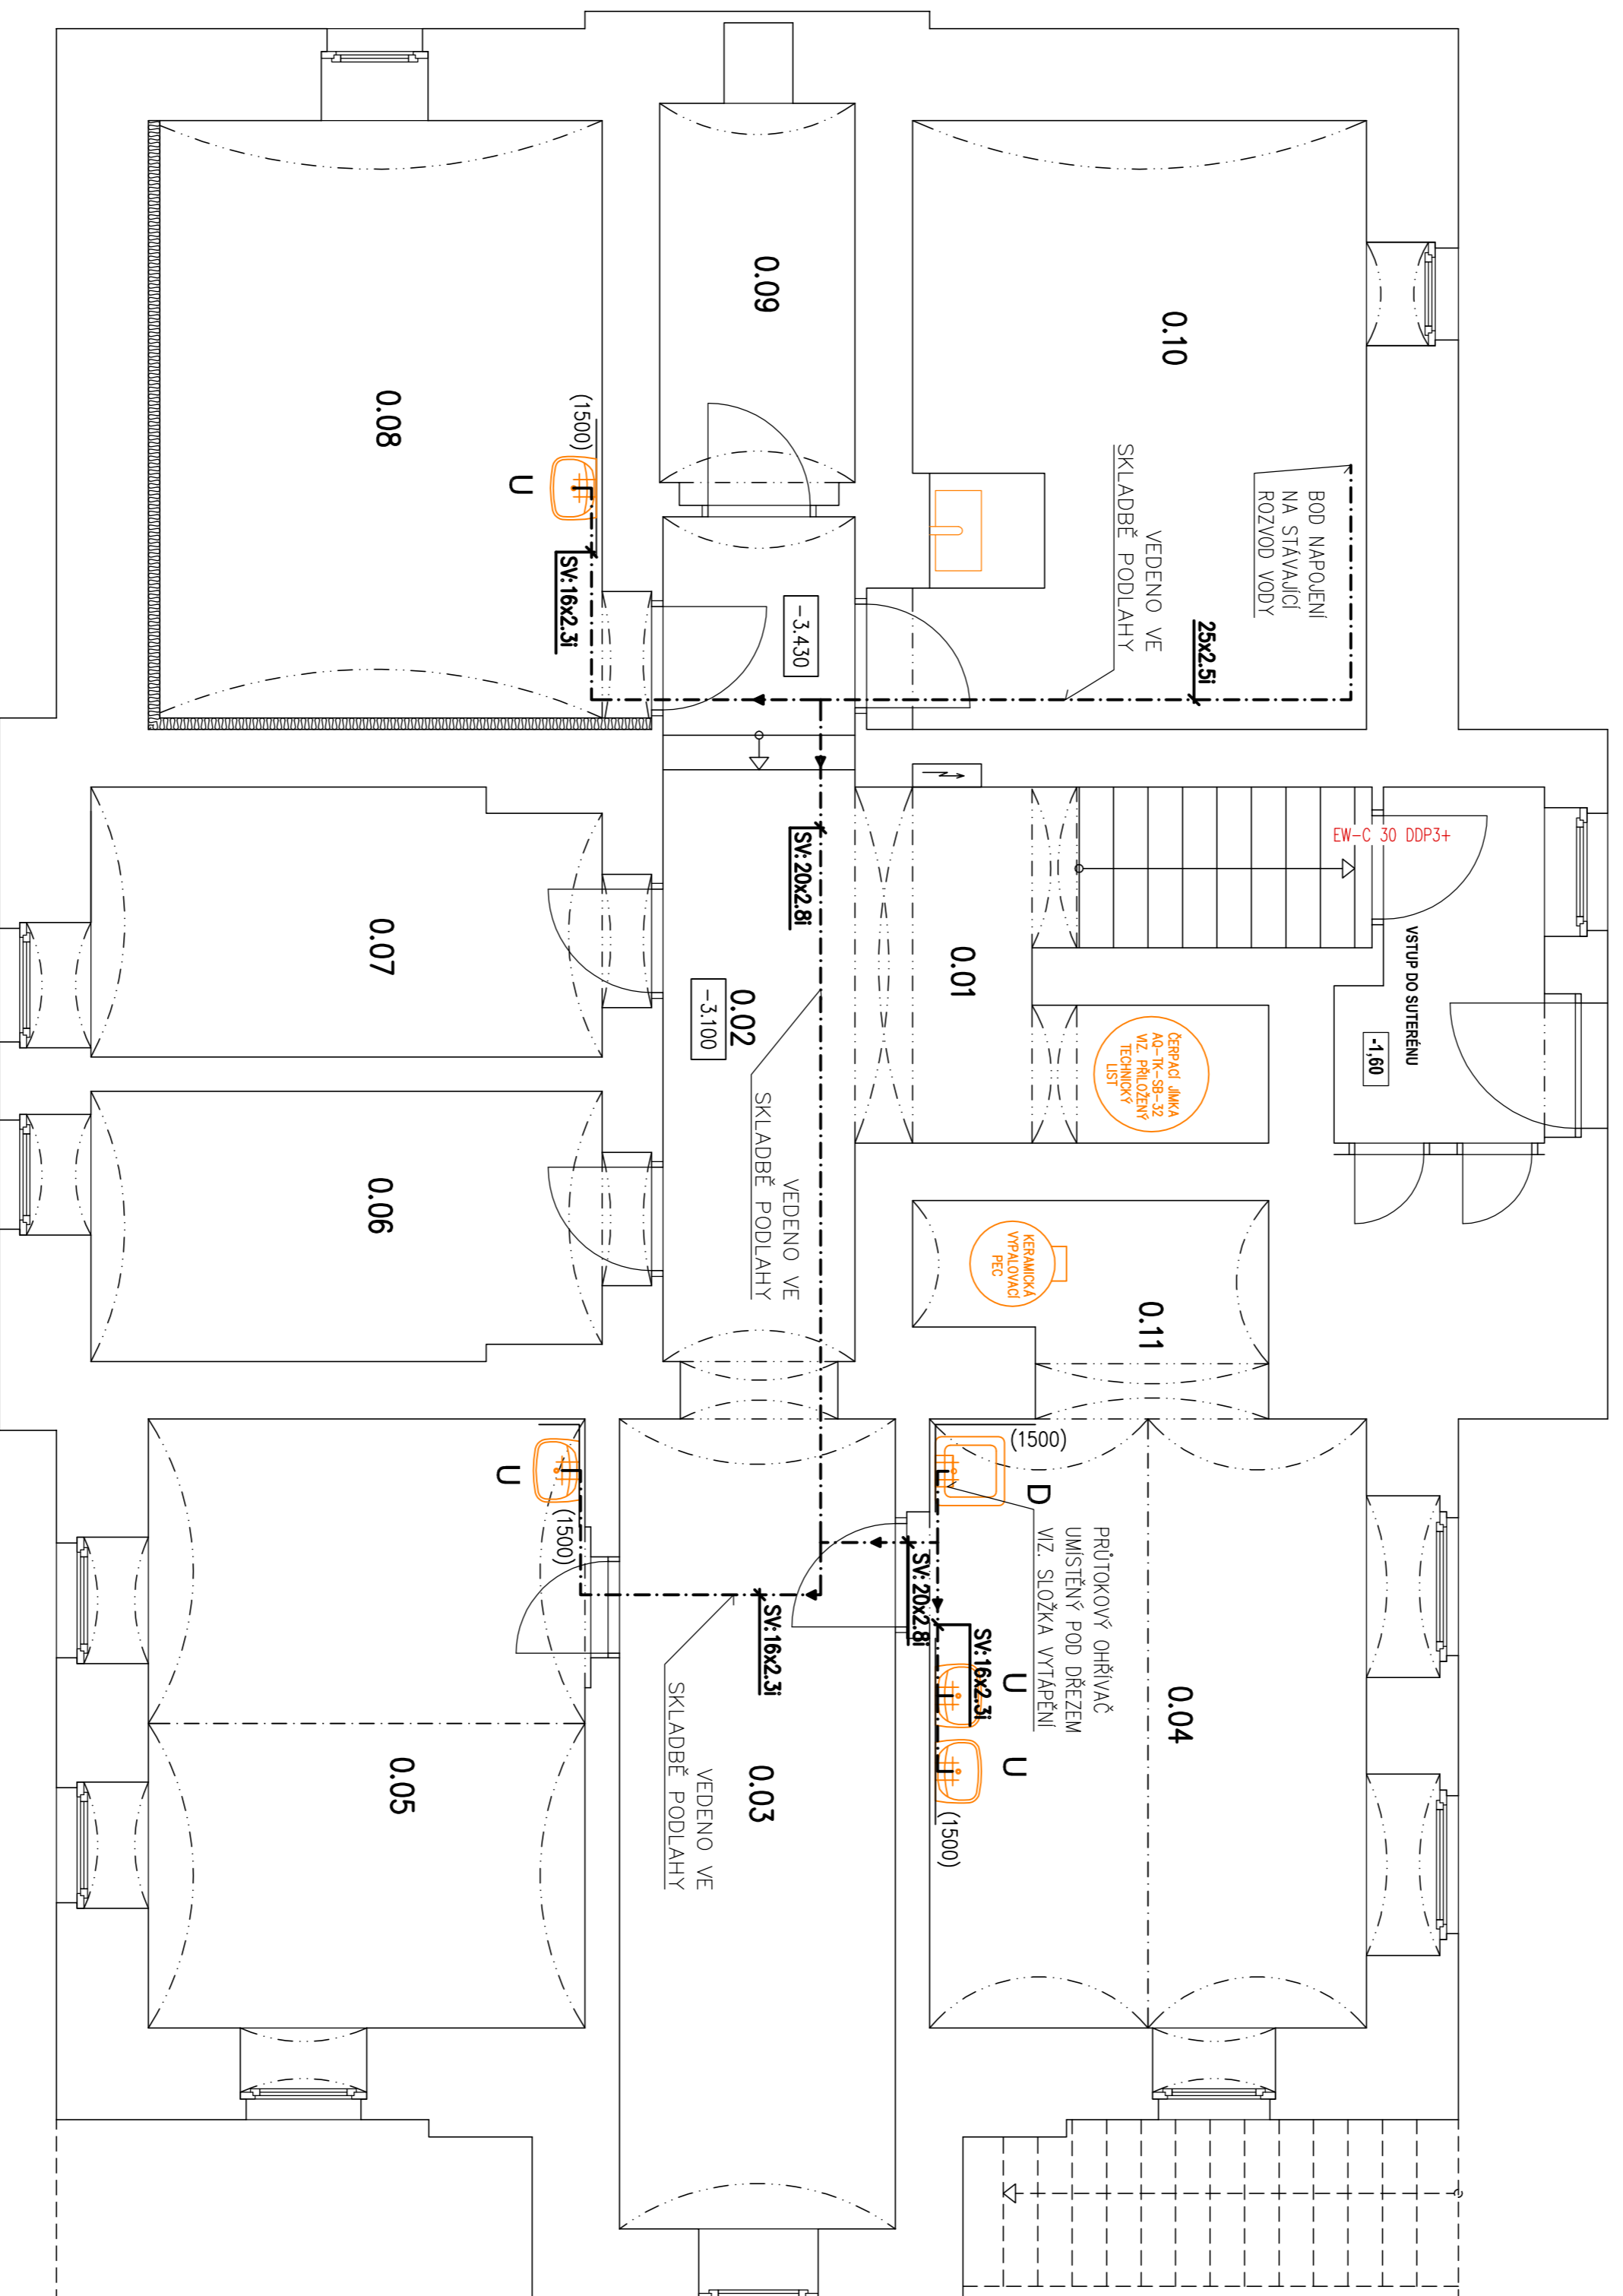 BOD NAPOJENÍ
NA STÁVAJÍCÍ
ROZVOD VODY
0.10
25x2.5i
VEDENO VE
SKLADBĚ PODLAHY
0.09
-3.430
(1500)
U
SV:16x2.3i
0.08
EW-C 30 DDP3+
VSTUP DO SUTERÉNU
-1,60
0.01
ČERPACÍ JÍMKA
AQ-TK-SB-32
VIZ. PŘILOŽENÝ
TECHNICKÝ
LIST
SV:20x2.8i
0.02
-3.100
VEDENO VE
SKLADBĚ PODLAHY
0.07
0.06
0.11
KERAMICKÁ
VYPALOVACÍ
PEC
(1500)
D
PRŮTOKOVÝ OHŘÍVAČ
UMÍSTĚNÝ POD DŘEZEM
VIZ. SLOŽKA VYTÁPĚNÍ
0.04
SV:16x2.3i
U
U
(1500)
SV:20x2.8i
SV:16x2.3i
0.03
VEDENO VE
SKLADBĚ PODLAHY
U
(1500)
0.05